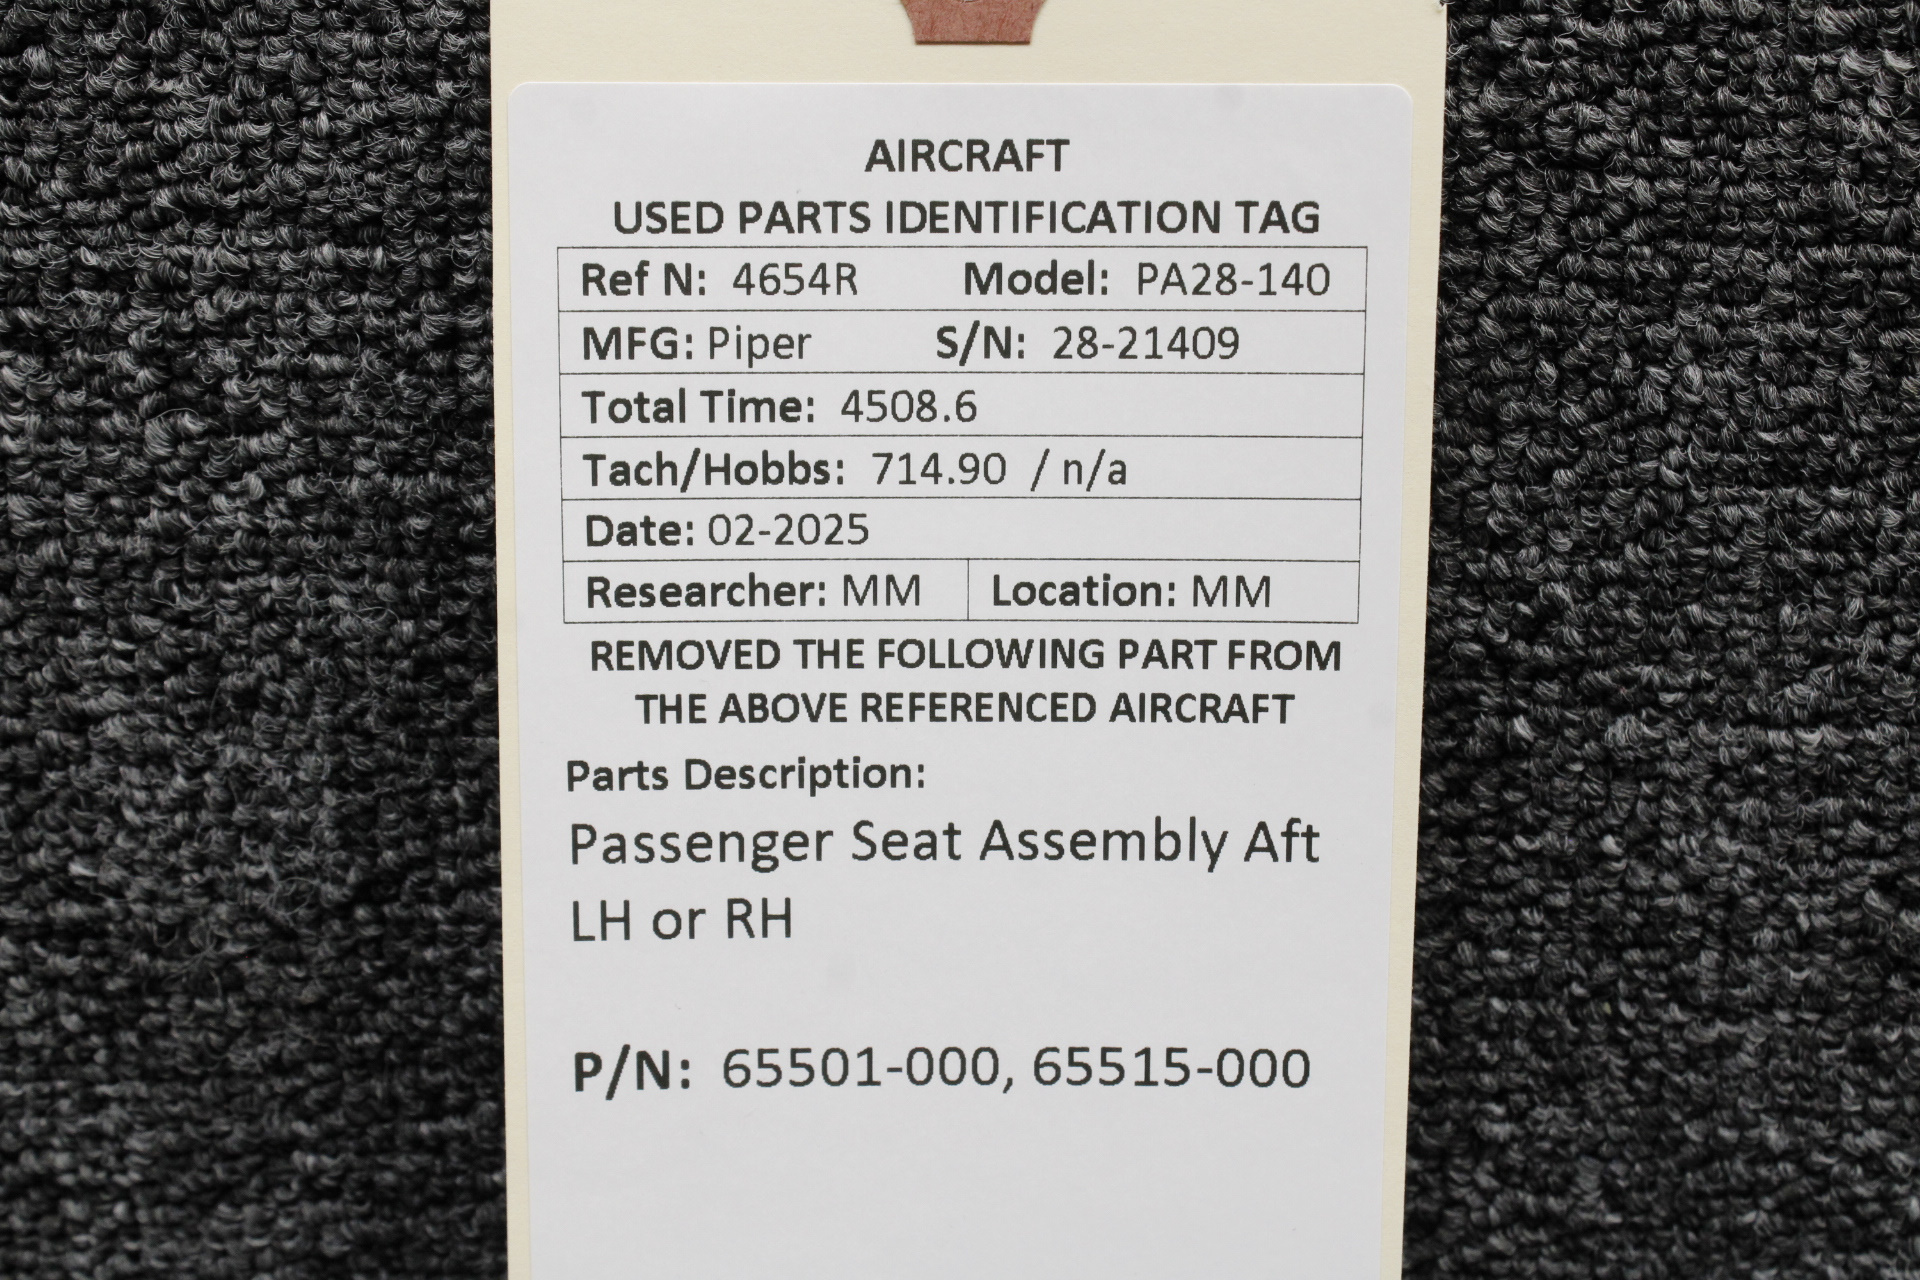 AIRCRAFT
USED PARTS IDENTIFICATION TAG
Ref N: 4654R Model: PA28-140
MFG: Piper S/N: 28-21409
Total Time: 4508.6
Tach/Hobbs: 714.90 / n/a
Date: 02-2025
Researcher: MM Location: MM
REMOVED THE FOLLOWING PART FROM
THE ABOVE REFERENCED AIRCRAFT
Parts Description:
Passenger Seat Assembly Aft
LH or RH
P/N: 65501-000, 65515-000